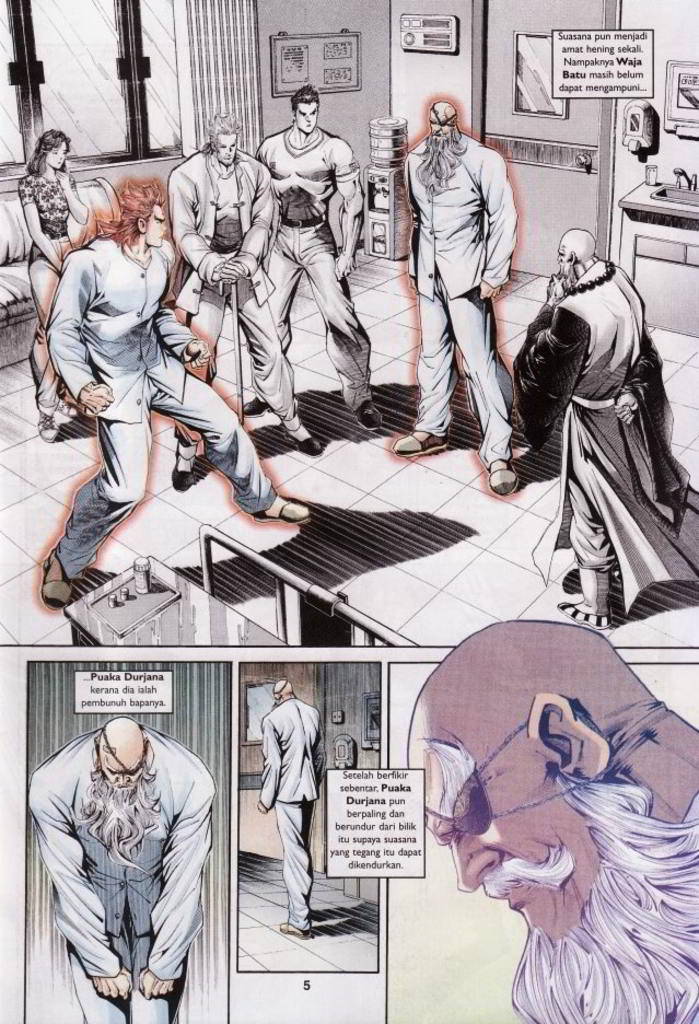 Suasana pun menjadi
amat hening sekali.
Nampaknya Waja
Batu masih belum
dapat mengampuni...
...Puaka Durjana
kerana dia ialah
pembunuh bapanya.
Setelah berfikir
sebentar, Puaka
Durjana pun
berpaling dan
berundur dari bilik
itu supaya suasana
yang tegang itu dapat
dikendurkan.
5